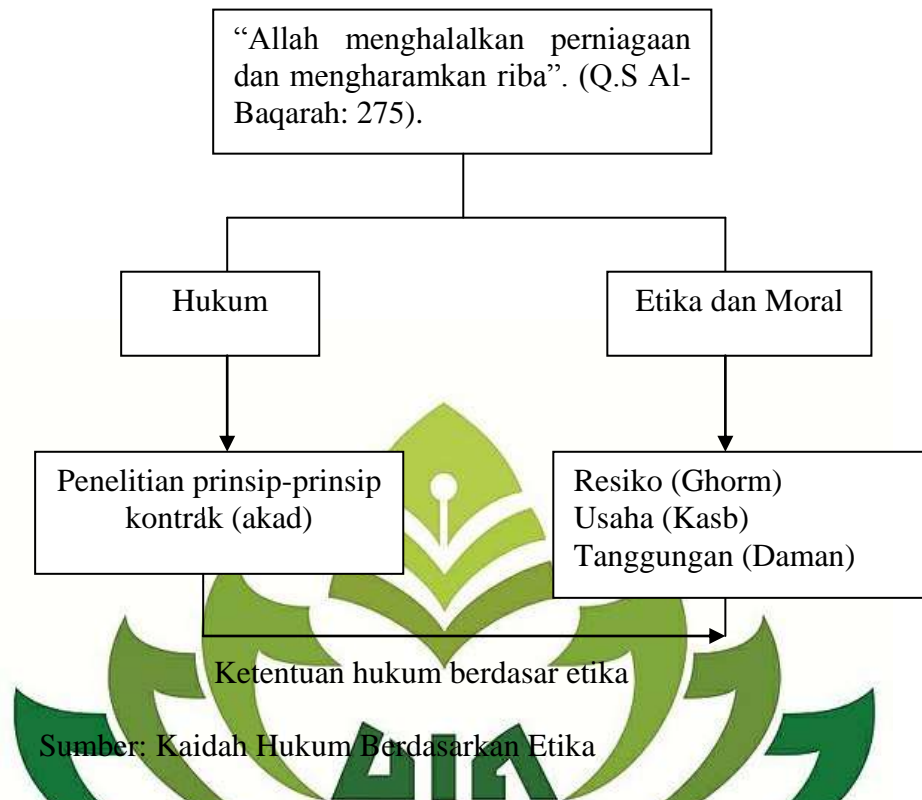 “Allah menghalalkan perniagaan
dan mengharamkan riba”. (Q.S Al-
Baqarah: 275).
Hukum
Etika dan Moral
Penelitian prinsip-prinsip
kontrak (akad)
Resiko (Ghorm)
Usaha (Kasb)
Tanggungan (Daman)
Ketentuan hukum berdasar etika
Sumber: Kaidah Hukum Berdasarkan Etika